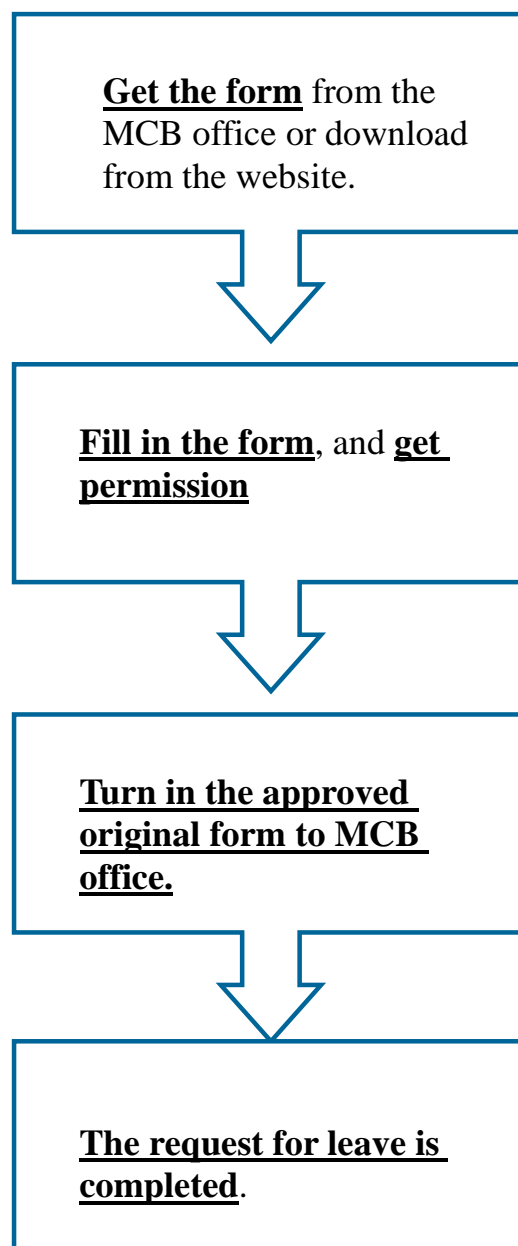 Get the form from the
MCB office or download
from the website.
Fill in the form, and get
permission
Turn in the approved
original form to MCB
office.
The request for leave is
completed.